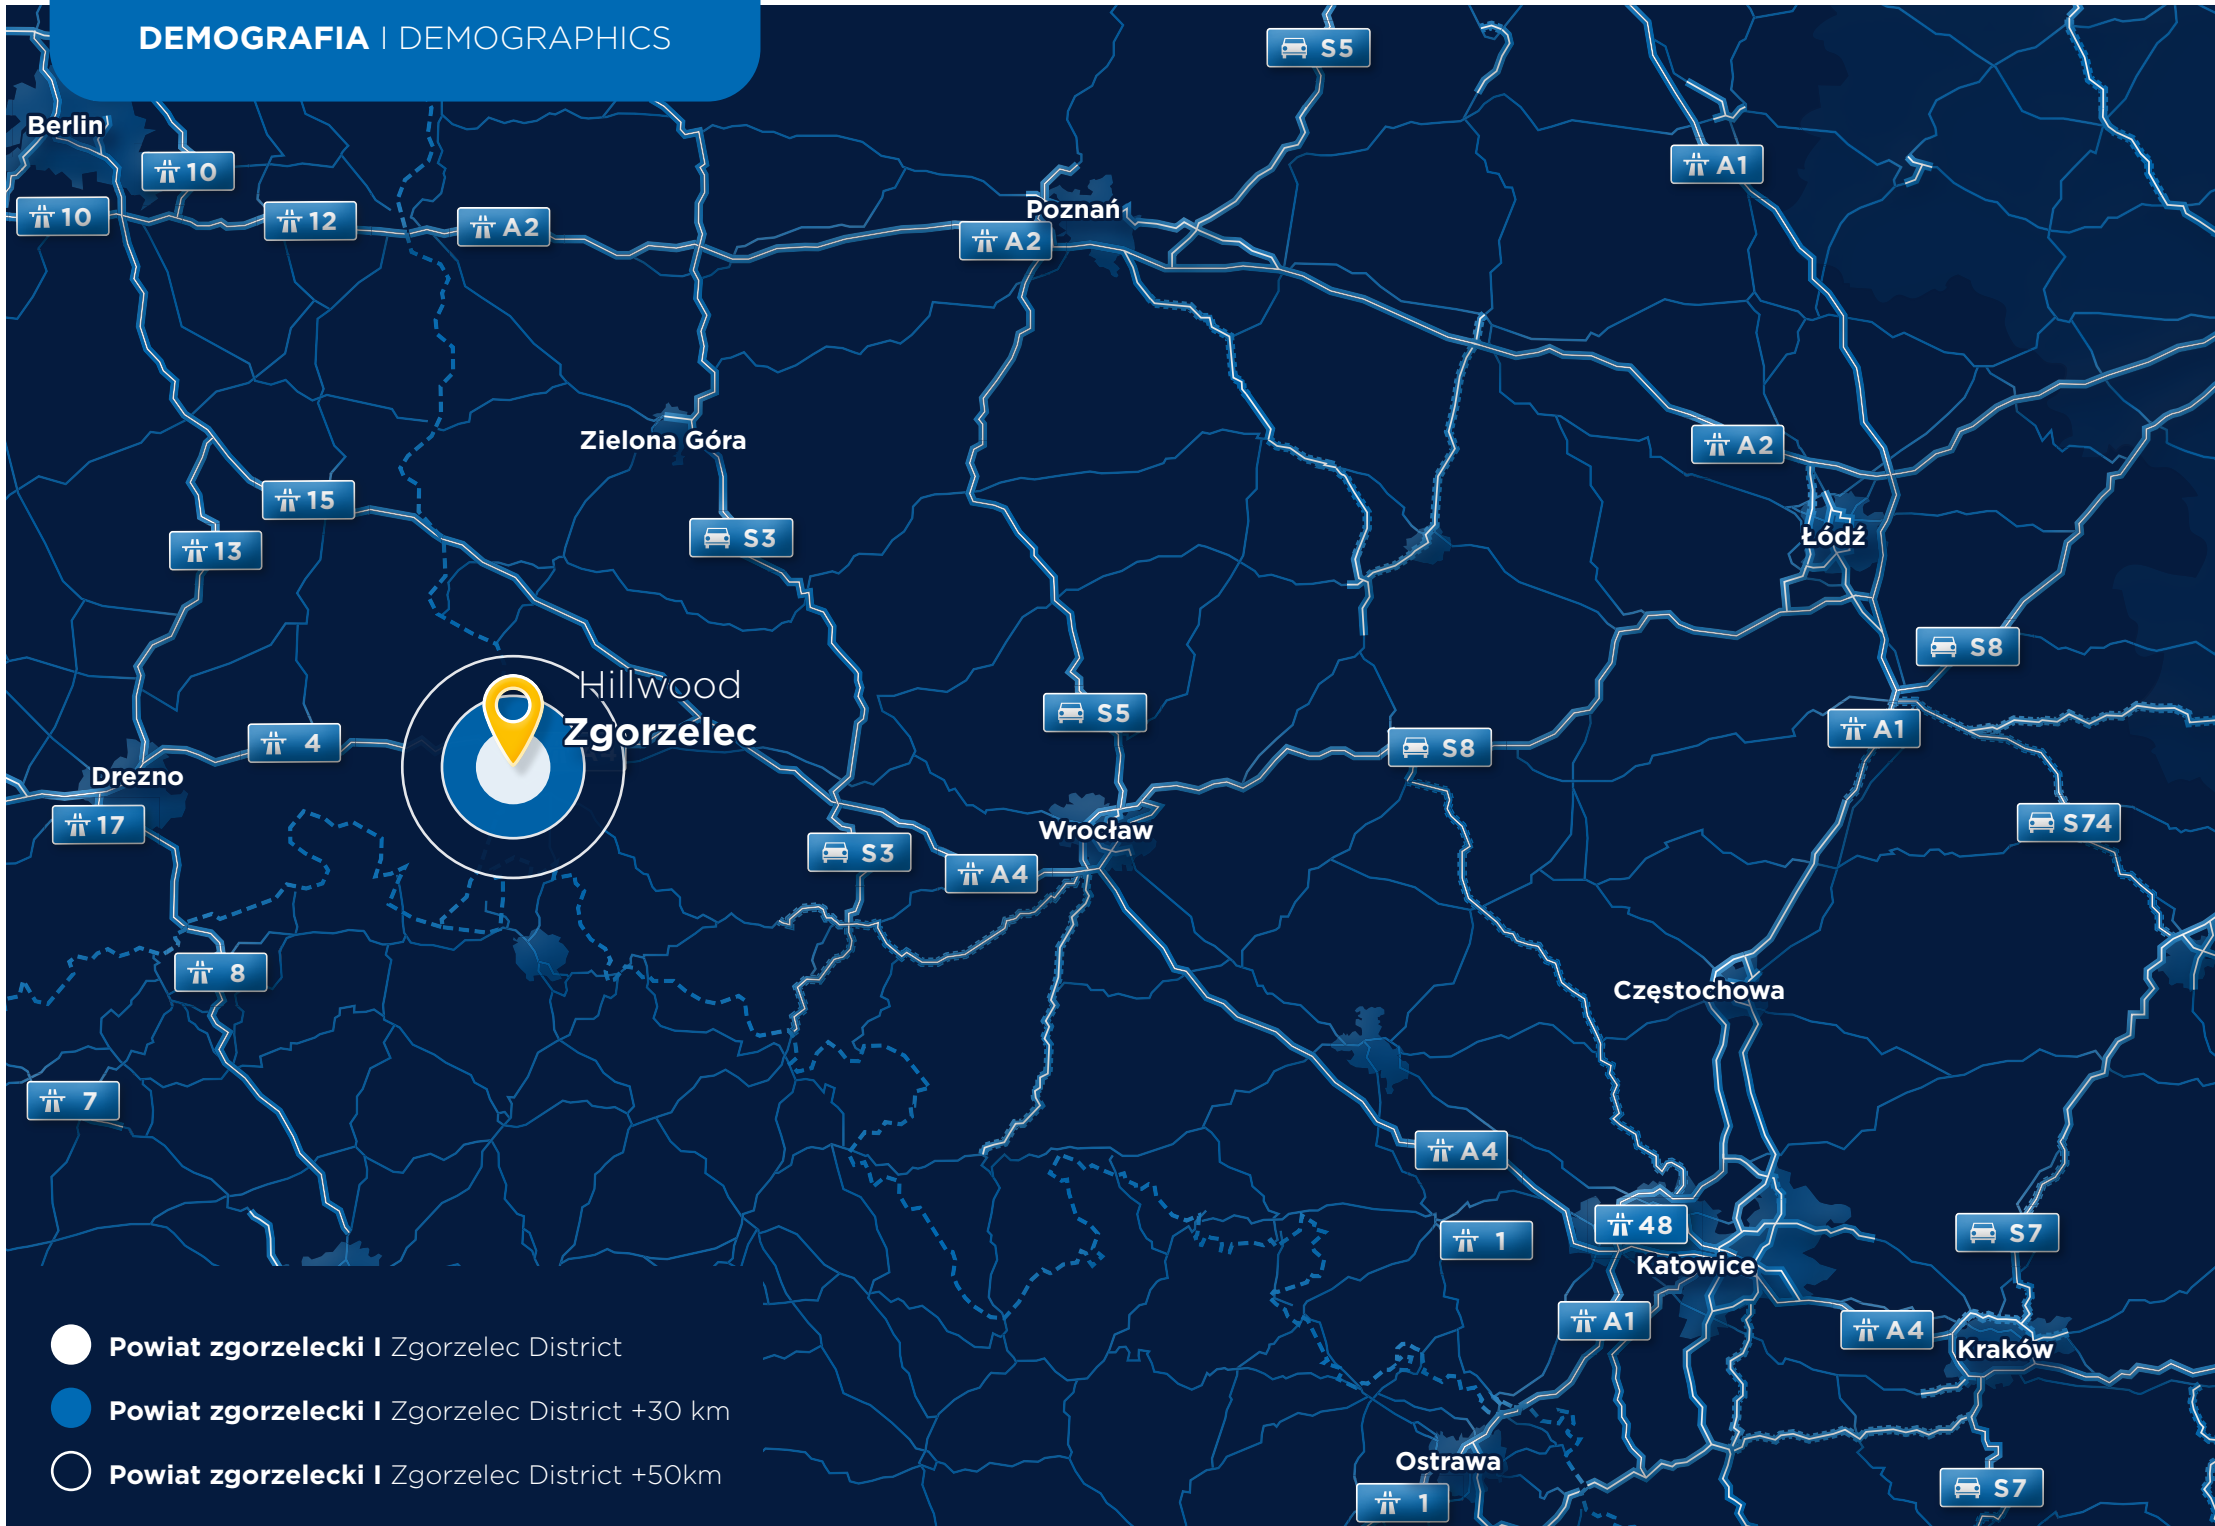 DEMOGRAFIA I DEMOGRAPHICS
S5
Berlin
A1
10
Poznań
10
12
A2
A2
Zielona Góra
A2
15
S3
Łódź
13
S8
Hillwood
Zgorzelec
S5
A1
4
S8
Drezno
17
S74
Wrocław
S3
A4
8
Częstochowa
7
A4
48
1
S7
Katowice
A1
A4
Kraków
Powiat zgorzelecki I Zgorzelec District
Powiat zgorzelecki I Zgorzelec District +30 km
Powiat zgorzelecki I Zgorzelec District +50km
Ostrawa
S7
1